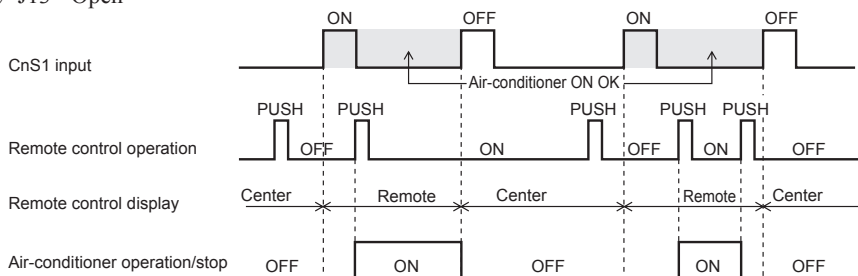 J13 Open
ON OFF ON OFF
CnS1 input
Air-conditioner ON OK
PUSH PUSH PUSH PUSH PUSH
Remote control operation OFF ON OFF ON OFF
Remote control display Center Remote Center Remote Center
Air-conditioner operation/stop OFF ON OFF ON OFF